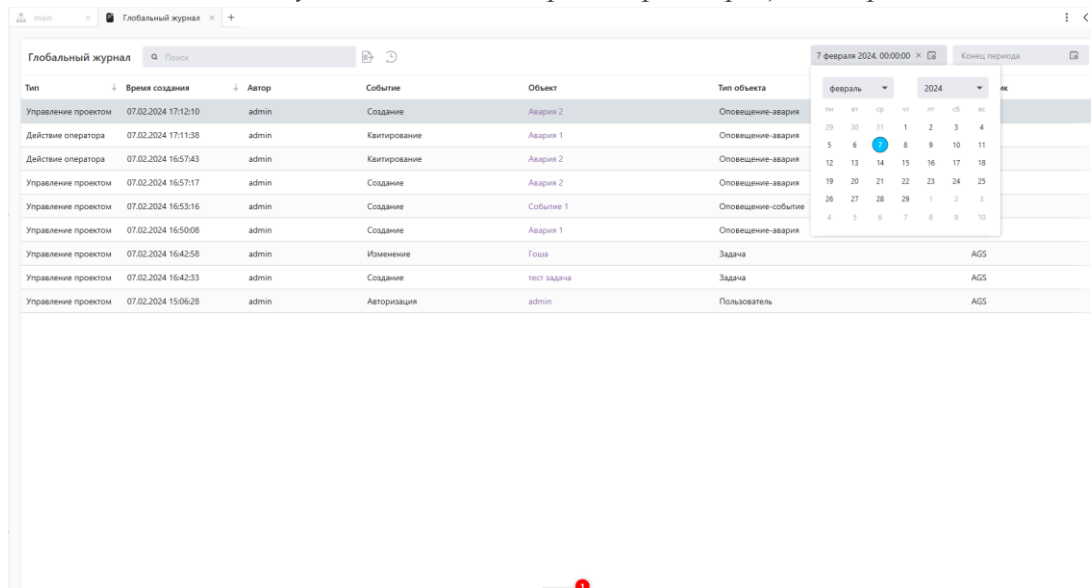 main × Глобальный журнал × +
Глобальный журнал Поиск 7 февраля 2024, 00:00:00 × Конец периода
Тип ↓ Время создания ↓ Автор Событие Объект Тип объекта
февраль 2024
пн вт ср чт пт сб вс
Управление проектом 07.02.2024 17:12:10 admin Создание Авария 2 Оповещение-авария
29 30 31 1 2 3 4
Действие оператора 07.02.2024 17:11:38 admin Квитирование Авария 1 Оповещение-авария
5 6 7 8 9 10 11
Действие оператора 07.02.2024 16:57:43 admin Квитирование Авария 2 Оповещение-авария
12 13 14 15 16 17 18
Управление проектом 07.02.2024 16:57:17 admin Создание Авария 2 Оповещение-авария
19 20 21 22 23 24 25
Управление проектом 07.02.2024 16:53:16 admin Создание Событие 1 Оповещение-событие
26 27 28 29 1 2 3
4 5 6 7 8 9 10
Управление проектом 07.02.2024 16:50:08 admin Создание Авария 1 Оповещение-авария
Управление проектом 07.02.2024 16:42:58 admin Изменение Гоша Задача AGS
Управление проектом 07.02.2024 16:42:33 admin Создание тест задача Задача AGS
Управление проектом 07.02.2024 15:06:28 admin Авторизация admin Пользователь AGS
1